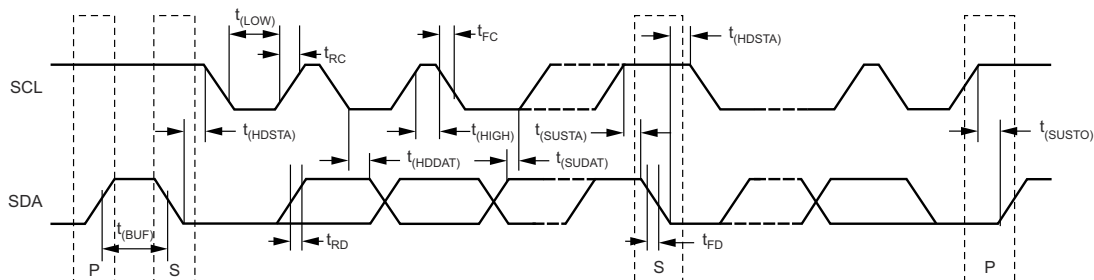 t(LOW)
tRC
tFC
t(HDSTA)
SCL
t(HDSTA)
t(HIGH)
t(SUSTA)
t(SUSTO)
t(HDDAT)
t(SUDAT)
SDA
t(BUF)
tRD
tFD
P
S
S
P